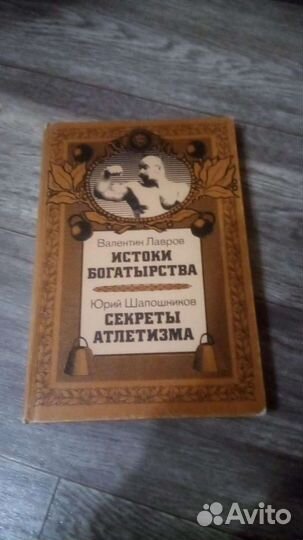 Валентин Лавров
ИСТОКИ
БОГАТЫРСТВА
Юрий Шапошников
СЕКРЕТЫ
АТЛЕТИЗМА
Avito